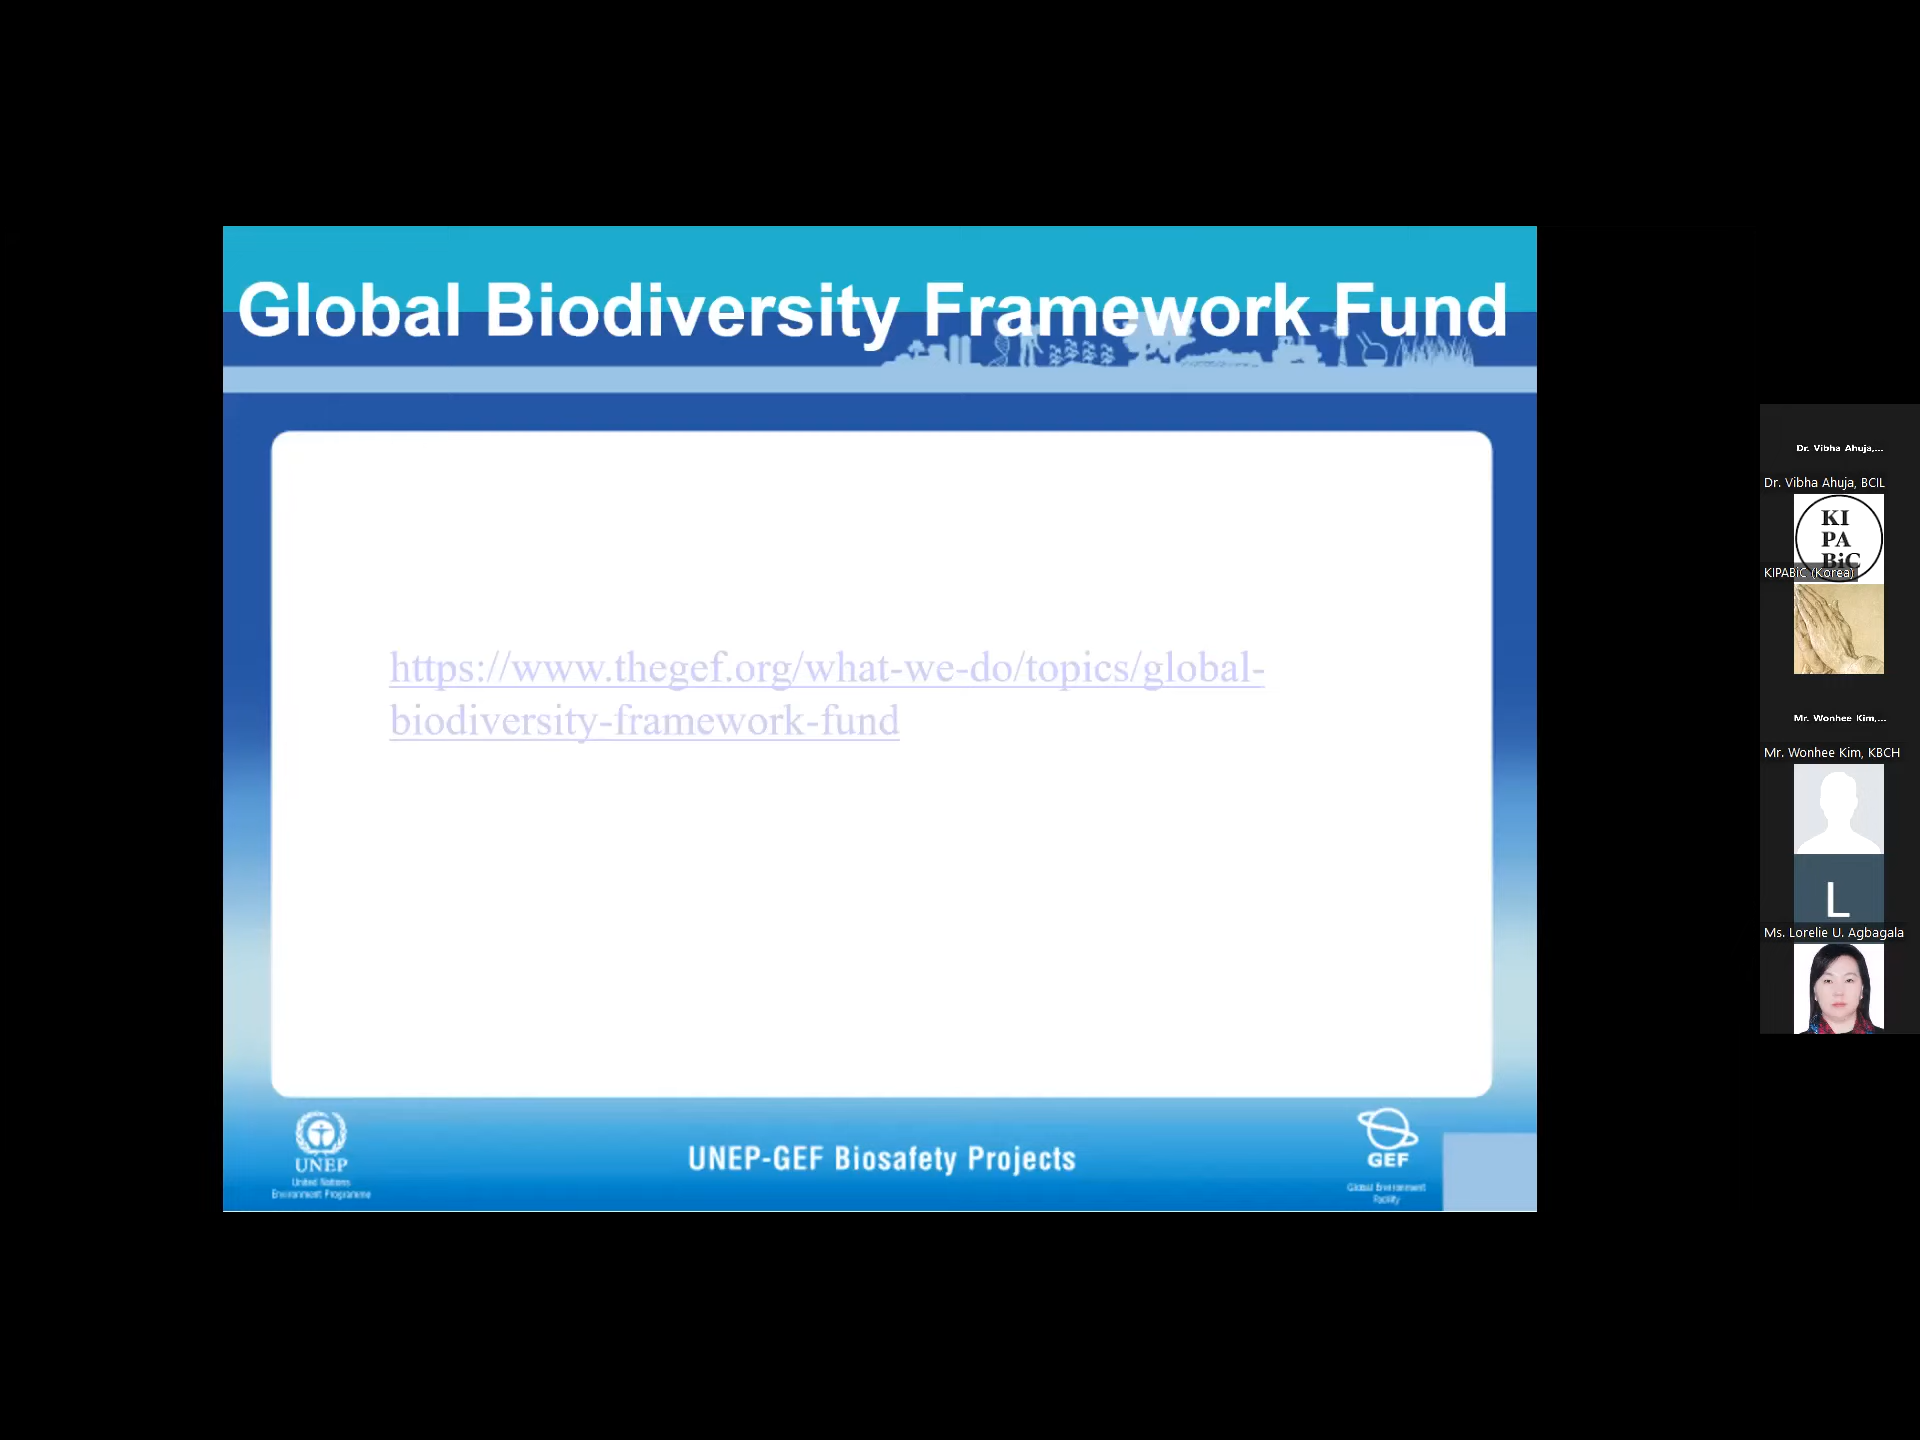 Global Biodiversity Framework Fund
https://www.thegef.org/what-we-do/topics/global-
biodiversity-framework-fund
UNEP
United Nations
Environment Programme
UNEP-GEF Biosafety Projects
GEF
Global Environment
Facility
Dr. Vibha Ahuja,...
Dr. Vibha Ahuja, BCIL
KI
PA
BiC
KIPABiC (Korea)
Mr. Wonhee Kim,...
Mr. Wonhee Kim, KBCH
L
Ms. Lorelie U. Agbagala